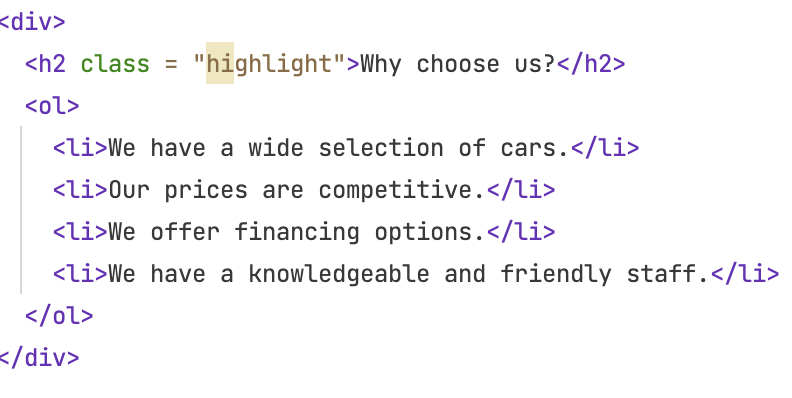 <div>
<h2 class = "highlight">Why choose us?</h2>
<ol>
<li>We have a wide selection of cars.</li>
<li>Our prices are competitive.</li>
<li>We offer financing options.</li>
<li>We have a knowledgeable and friendly staff.</li>
</ol>
</div>